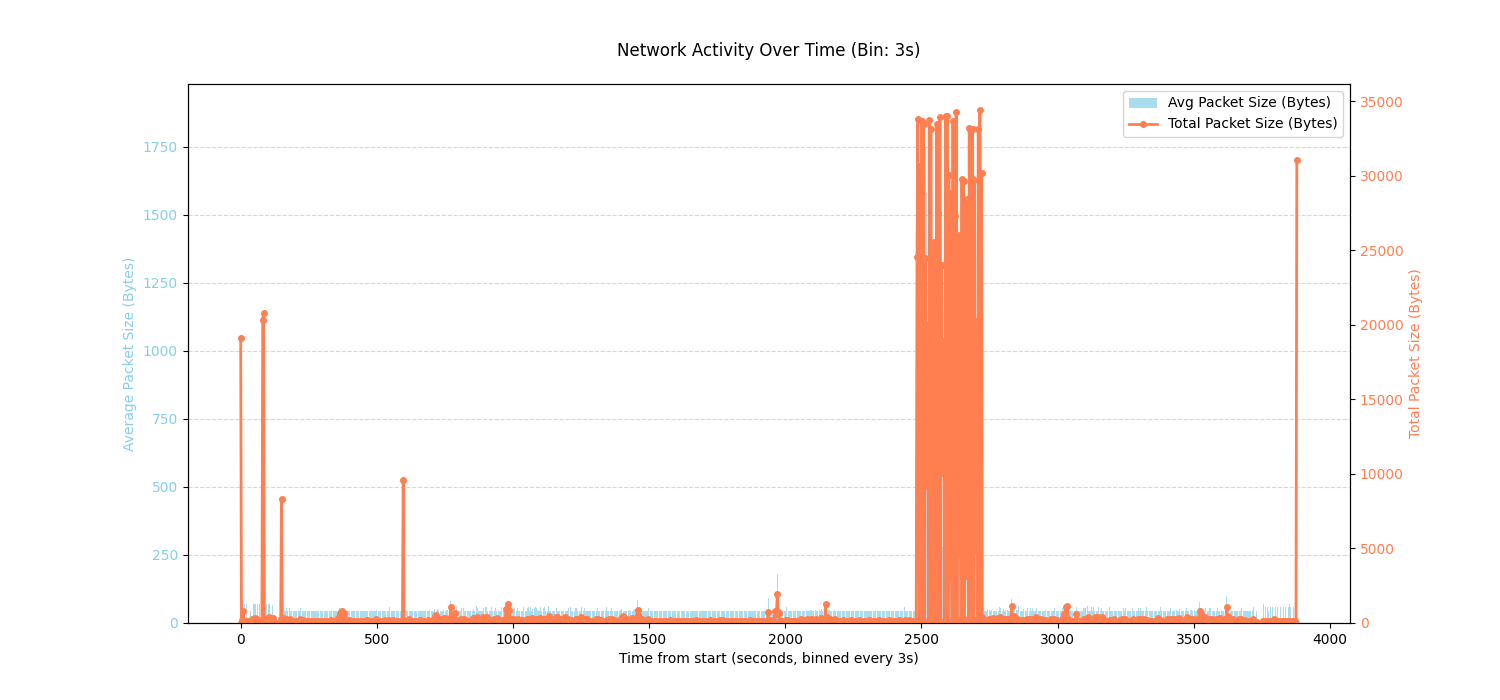 Network Activity Over Time (Bin: 3s)
Avg Packet Size (Bytes)
Total Packet Size (Bytes)
Average Packet Size (Bytes)
1750
1500
1250
1000
750
500
250
0
35000
30000
25000
20000
15000
10000
5000
0
Total Packet Size (Bytes)
0 500 1000 1500 2000 2500 3000 3500 4000
Time from start (seconds, binned every 3s)